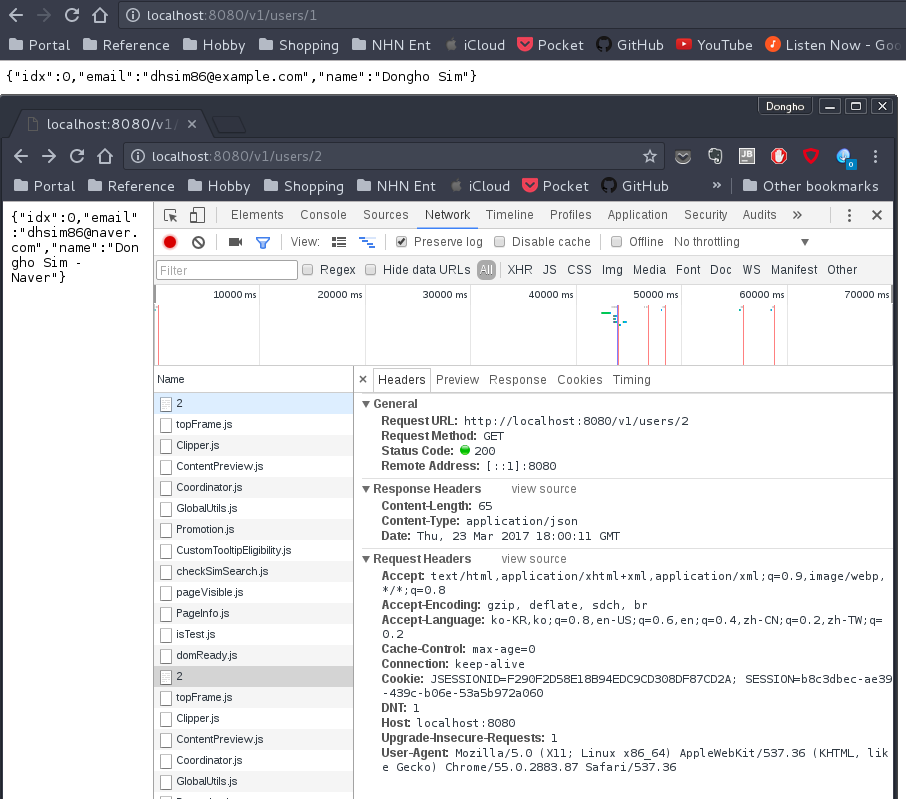 localhost:8080/v1/users/1
Portal Reference Hobby Shopping NHN Ent iCloud Pocket GitHub YouTube Listen Now - Goo
{"idx":0,"email":"dhsim86@example.com","name":"Dongho Sim"}
Dongho
localhost:8080/v1/
localhost:8080/v1/users/2
JB 0
Portal Reference Hobby Shopping NHN Ent iCloud Pocket GitHub » Other bookmarks
{"idx":0,"email"
:"dhsim86@naver.
com","name":"Don
gho Sim -
Naver"}
Elements Console Sources Network Timeline Profiles Application Security Audits »
View: Preserve log Disable cache Offline No throttling
Filter Regex Hide data URLs All XHR JS CSS Img Media Font Doc WS Manifest Other
10000 ms 20000 ms 30000 ms 40000 ms 50000 ms 60000 ms 70000 ms
Name
2
topFrame.js
Clipper.js
ContentPreview.js
Coordinator.js
GlobalUtils.js
Promotion.js
CustomTooltipEligibility.js
checkSimSearch.js
pageVisible.js
PageInfo.js
isTest.js
domReady.js
2
topFrame.js
Clipper.js
ContentPreview.js
Coordinator.js
GlobalUtils.js
Headers Preview Response Cookies Timing
General
Request URL: http://localhost:8080/v1/users/2
Request Method: GET
Status Code: 200
Remote Address: [::1]:8080
Response Headers view source
Content-Length: 65
Content-Type: application/json
Date: Thu, 23 Mar 2017 18:00:11 GMT
Request Headers view source
Accept: text/html,application/xhtml+xml,application/xml;q=0.9,image/webp,
*/*;q=0.8
Accept-Encoding: gzip, deflate, sdch, br
Accept-Language: ko-KR,ko;q=0.8,en-US;q=0.6,en;q=0.4,zh-CN;q=0.2,zh-TW;q=
0.2
Cache-Control: max-age=0
Connection: keep-alive
Cookie: JSESSIONID=F290F2D58E18B94EDC9CD308DF87CD2A; SESSION=b8c3dbec-ae39
-439c-b06e-53a5b972a060
DNT: 1
Host: localhost:8080
Upgrade-Insecure-Requests: 1
User-Agent: Mozilla/5.0 (X11; Linux x86_64) AppleWebKit/537.36 (KHTML, lik
e Gecko) Chrome/55.0.2883.87 Safari/537.36